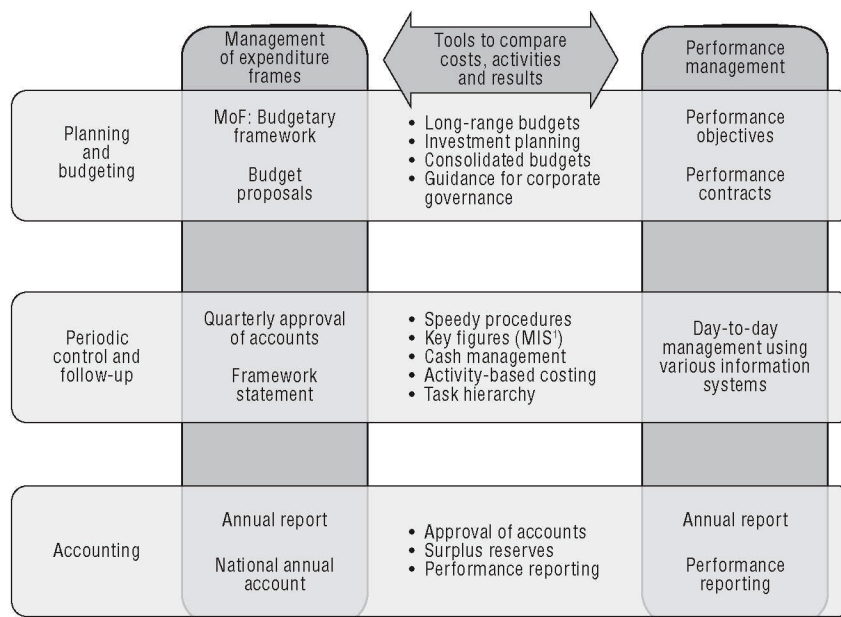 Management
of expenditure
frames
Tools to compare
costs, activities
and results
Performance
management
Planning
and
budgeting
MoF: Budgetary
framework
Budget
proposals
• Long-range budgets
• Investment planning
• Consolidated budgets
• Guidance for corporate
governance
Performance
objectives
Performance
contracts
Periodic
control and
follow-up
Quarterly approval
of accounts
Framework
statement
• Speedy procedures
• Key figures (MIS¹)
• Cash management
• Activity-based costing
• Task hierarchy
Day-to-day
management using
various information
systems
Accounting
Annual report
National annual
account
• Approval of accounts
• Surplus reserves
• Performance reporting
Annual report
Performance
reporting